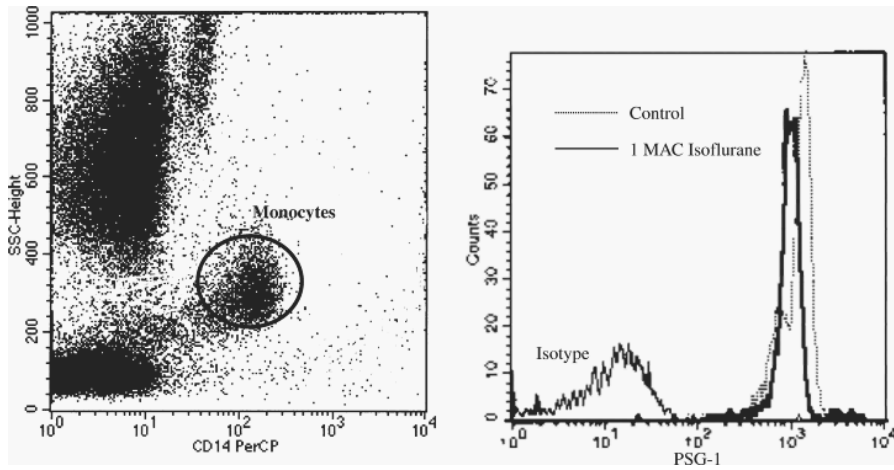 SSC-Height
1000
800
600
400
200
0
Monocytes
10^0 10^1 10^2 10^3 10^4
CD14 PerCP
Counts
70
60
50
40
30
20
10
0
Control
1 MAC Isoflurane
Isotype
10^0 10^1 10^2 10^3 10^4
PSG-1